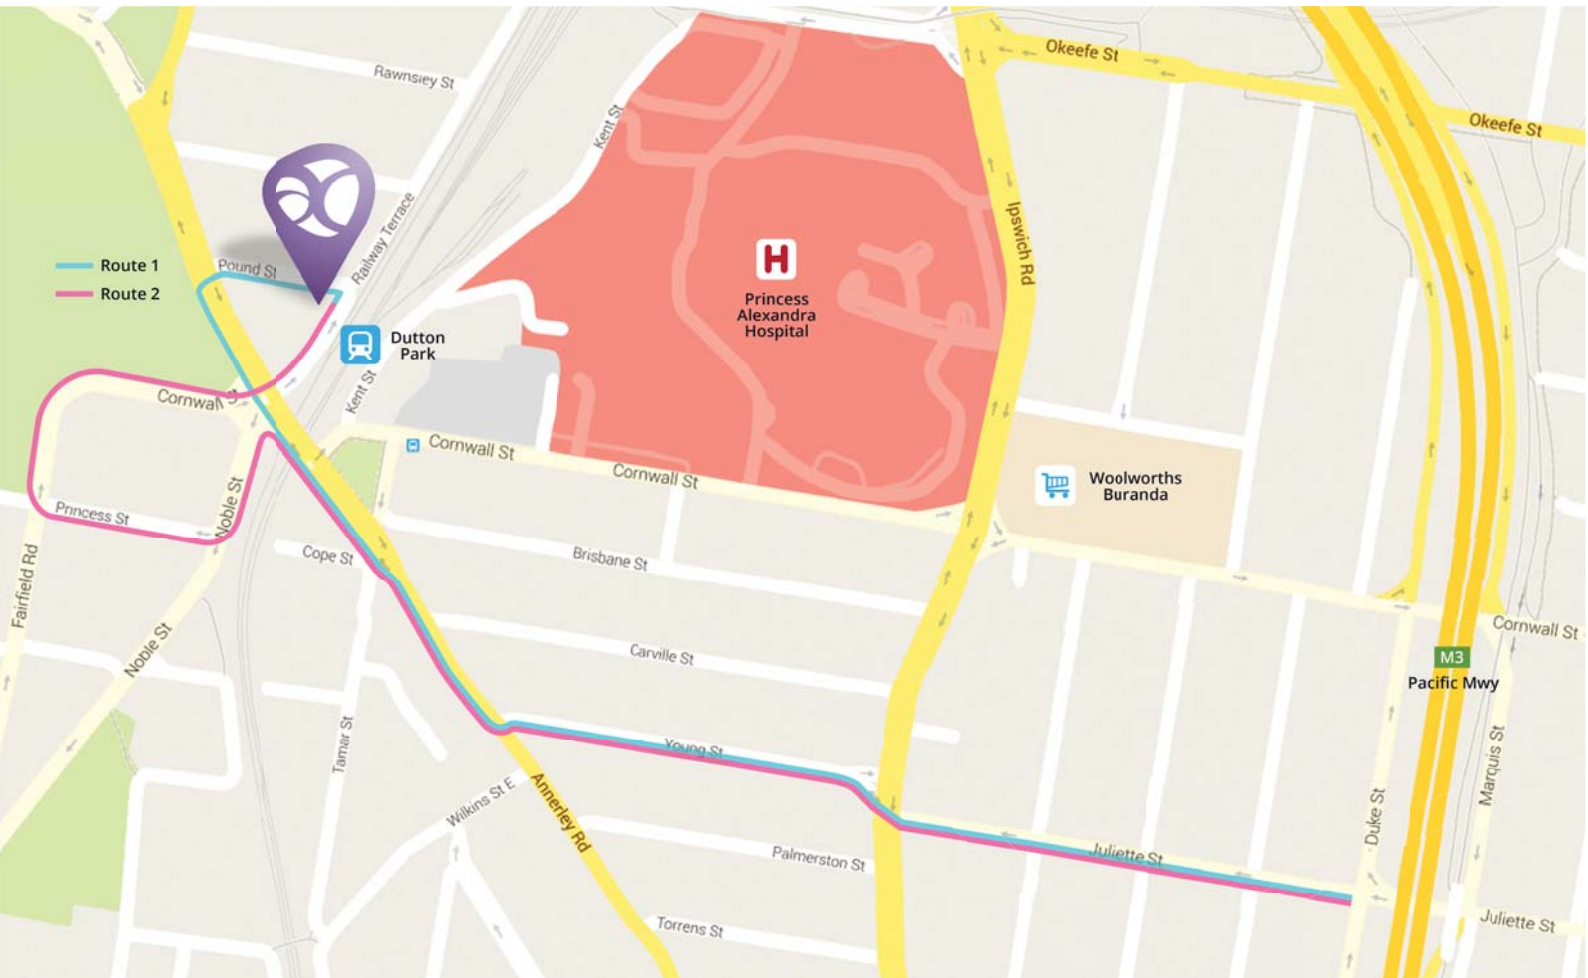 Okeefe St
Rawnsley St
Okeefe St
Kent St
Railway Terrace
Ipswich Rd
Route 1
Pound St
Route 2
H
Princess
Alexandra
Hospital
Dutton
Park
Kent St
Cornwall St
Cornwall St
Cornwall St
Woolworths
Buranda
Noble St
Princess St
Cope St
Brisbane St
Fairfield Rd
Cornwall St
Noble St
Carville St
M3
Pacific Mwy
Tamar St
Young St
Marquis St
Wilkins St E
Annerley Rd
Duke St
Juliette St
Palmerston St
Juliette St
Torrens St